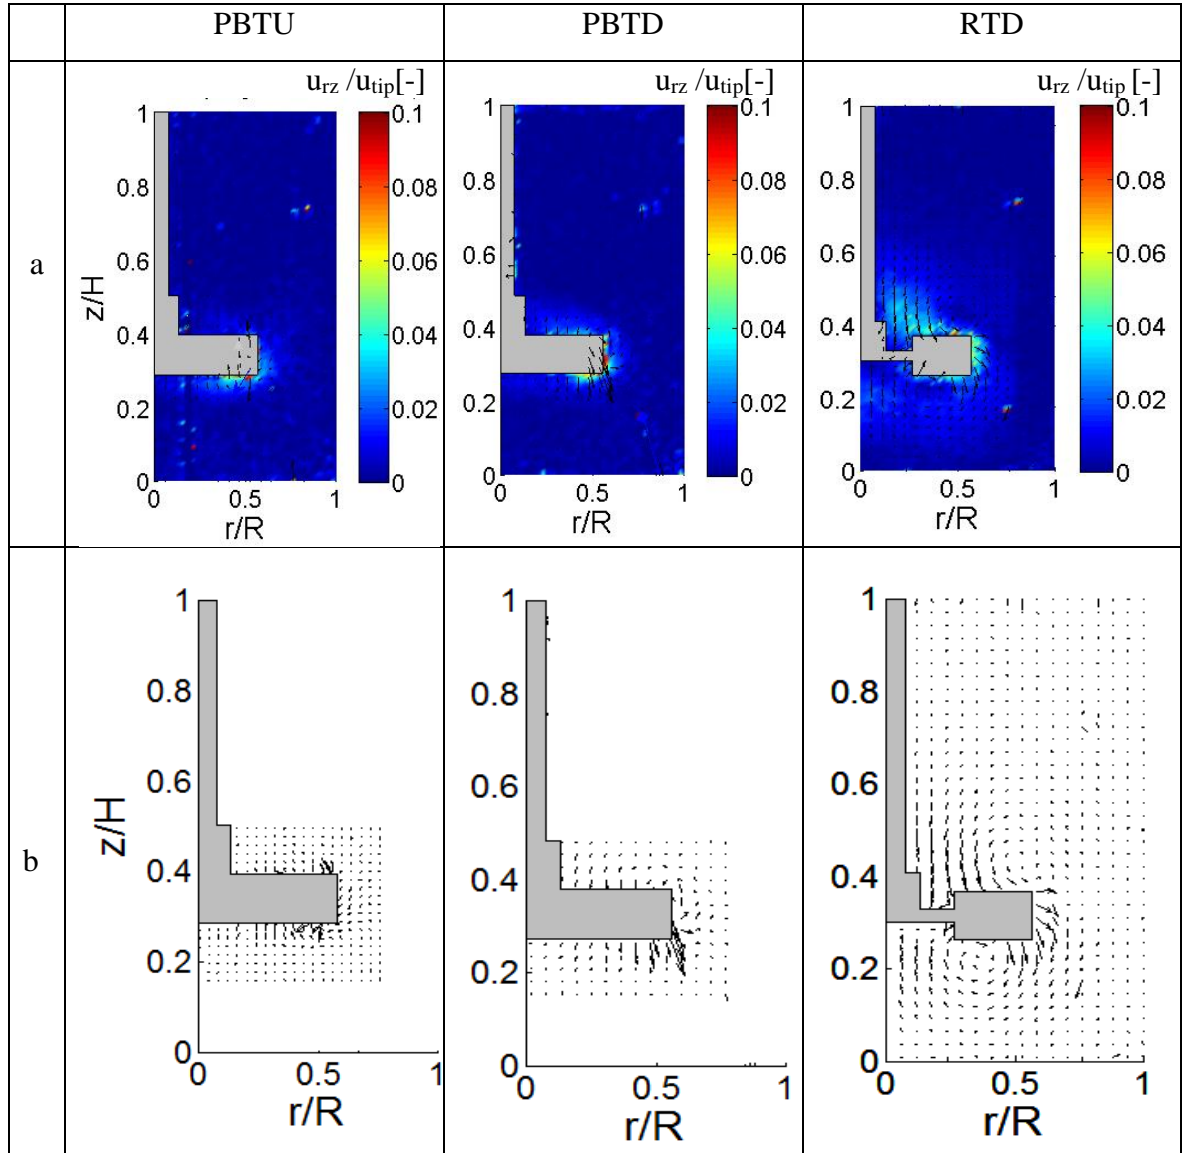 PBTU PBTD RTD
a
u_rz /u_tip[-] u_rz /u_tip[-] u_rz /u_tip [-]
1 0.1 1 0.1 1 0.1
0.8 0.08 0.8 0.08 0.8 0.08
0.6 0.06 0.6 0.06 0.6 0.06
z/H
0.4 0.04 0.4 0.04 0.4 0.04
0.2 0.02 0.2 0.02 0.2 0.02
0 0 0 0 0 0
0 0.5 1 0 0.5 1 0 0.5 1
r/R r/R r/R
b
1 1 1
0.8 0.8 0.8
0.6 0.6 0.6
z/H
0.4 0.4 0.4
0.2 0.2 0.2
0 0 0
0 0.5 1 0 0.5 1 0 0.5 1
r/R r/R r/R